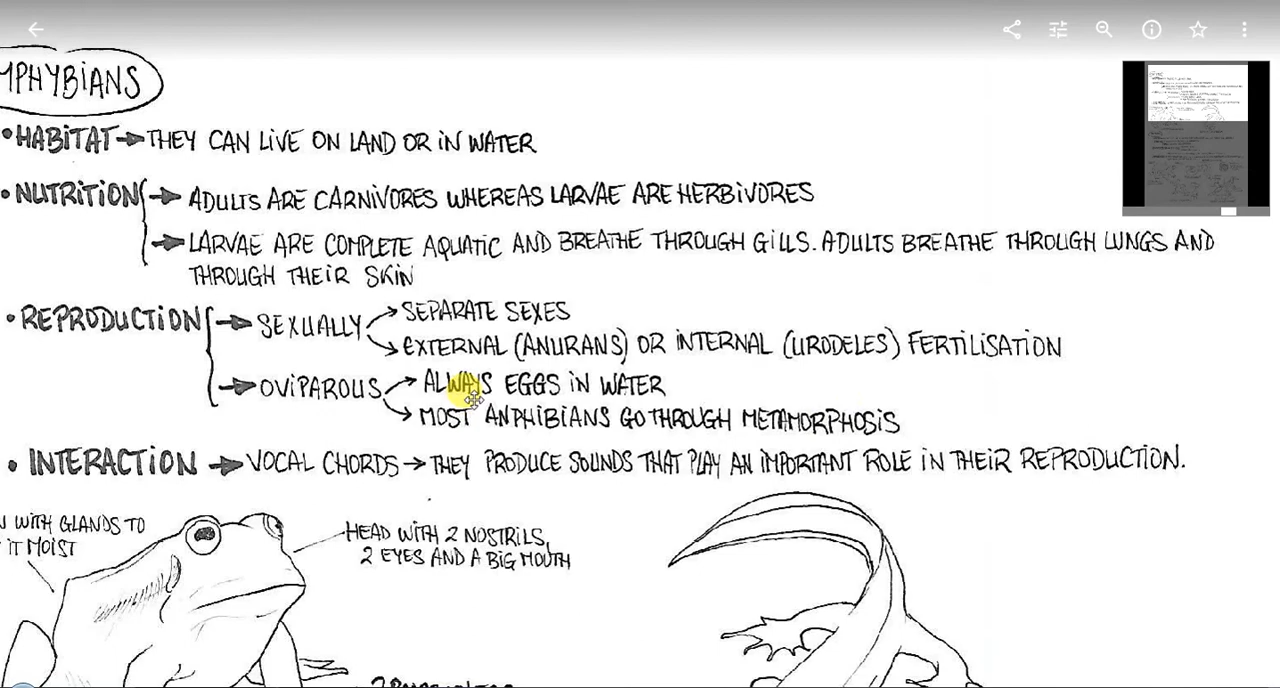 MPHYBIANS
• HABITAT → THEY CAN LIVE ON LAND OR IN WATER
• NUTRITION → ADULTS ARE CARNIVORES WHEREAS LARVAE ARE HERBIVORES
→ LARVAE ARE COMPLETE AQUATIC AND BREATHE THROUGH GILLS. ADULTS BREATHE THROUGH LUNGS AND
THROUGH THEIR SKIN
• REPRODUCTION → SEXUALLY → SEPARATE SEXES
→ EXTERNAL (ANURANS) OR INTERNAL (URODELES) FERTILISATION
→ OVIPAROUS → ALWAYS EGGS IN WATER
→ MOST ANPHIBIANS GO THROUGH METAMORPHOSIS
• INTERACTION → VOCAL CHORDS → THEY PRODUCE SOUNDS THAT PLAY AN IMPORTANT ROLE IN THEIR REPRODUCTION.
WITH GLANDS TO
IT MOIST
HEAD WITH 2 NOSTRILS,
2 EYES AND A BIG MOUTH